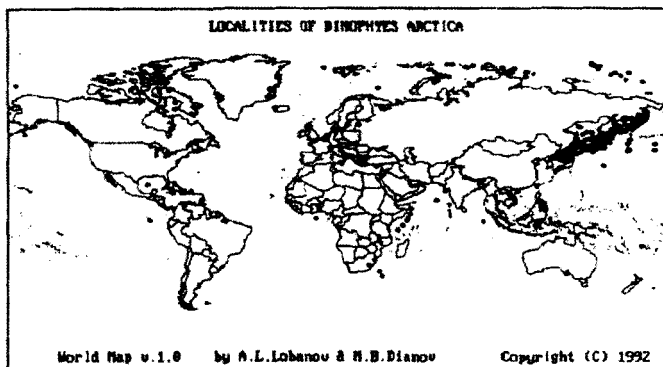 LOCALITIES OF DINOPHYES ARCTICA
World Map v.1.0 by A.L.Lobanov & M.B.Dianov Copyright (C) 1992